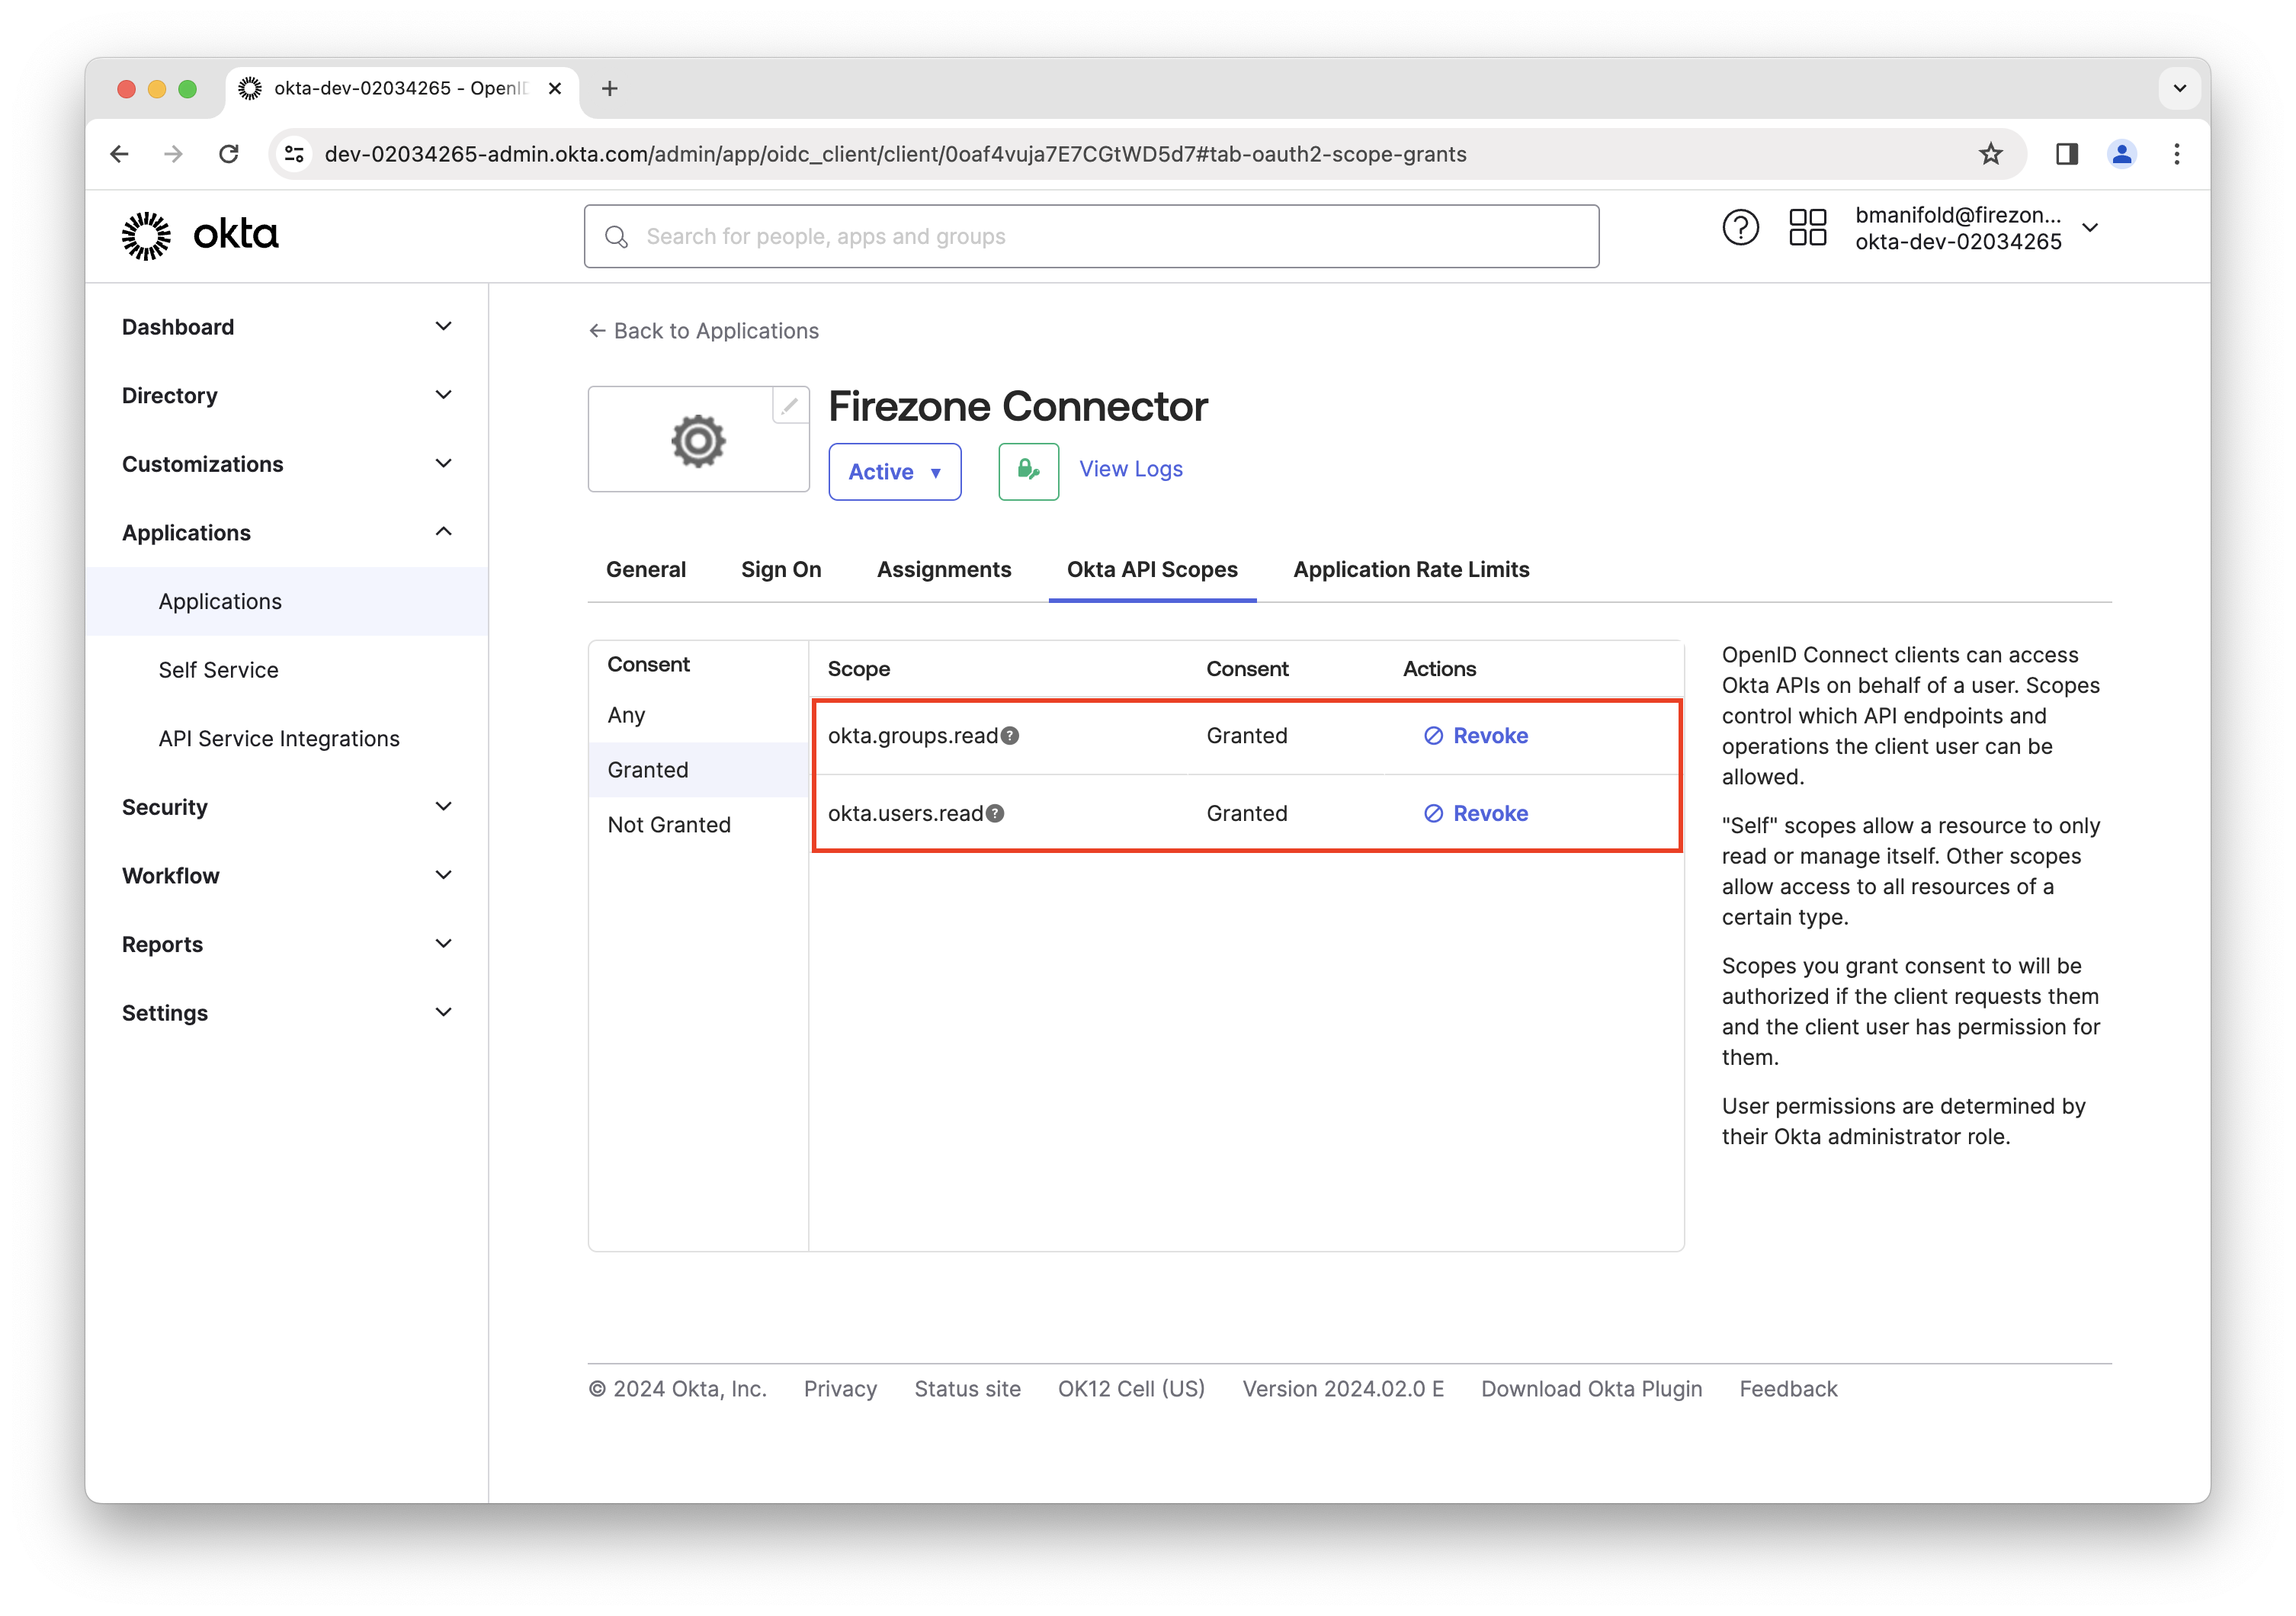 okta-dev-02034265 - OpenID
dev-02034265-admin.okta.com/admin/app/oidc_client/client/0oaf4vuja7E7CGtWD5d7#tab-oauth2-scope-grants
okta
Search for people, apps and groups
bmanifold@firezon...
okta-dev-02034265
Dashboard
Directory
Customizations
Applications
Applications
Self Service
API Service Integrations
Security
Workflow
Reports
Settings
← Back to Applications
Firezone Connector
Active ▼
View Logs
General Sign On Assignments Okta API Scopes Application Rate Limits
Consent
Any
Granted
Not Granted
Scope Consent Actions
okta.groups.read ? Granted Revoke
okta.users.read ? Granted Revoke
OpenID Connect clients can access
Okta APIs on behalf of a user. Scopes
control which API endpoints and
operations the client user can be
allowed.
"Self" scopes allow a resource to only
read or manage itself. Other scopes
allow access to all resources of a
certain type.
Scopes you grant consent to will be
authorized if the client requests them
and the client user has permission for
them.
User permissions are determined by
their Okta administrator role.
© 2024 Okta, Inc. Privacy Status site OK12 Cell (US) Version 2024.02.0 E Download Okta Plugin Feedback